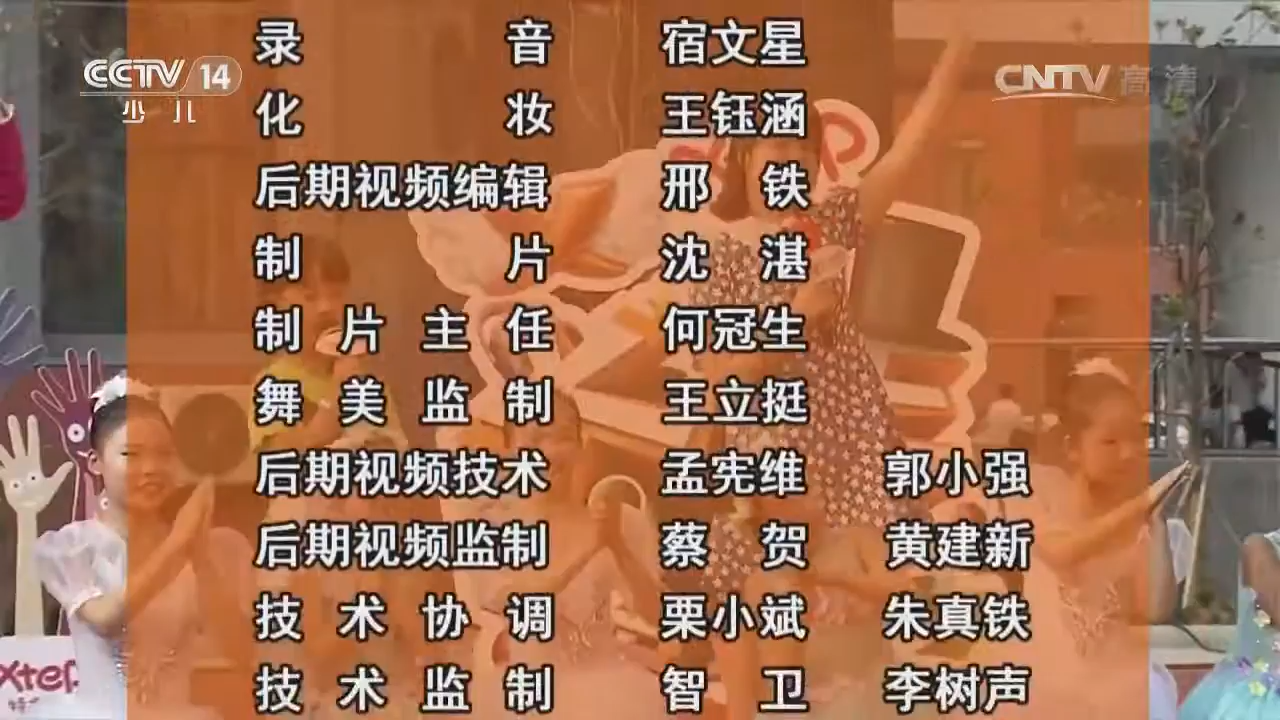 CCTV 14
少儿
CNTV 高清
录音 宿文星
化妆 王钰涵
后期视频编辑 邢铁
制片 沈湛
制片主任 何冠生
舞美监制 王立挺
后期视频技术 孟宪维 郭小强
后期视频监制 蔡贺 黄建新
技术协调 栗小斌 朱真铁
技术监制 智卫 李树声
Xtep